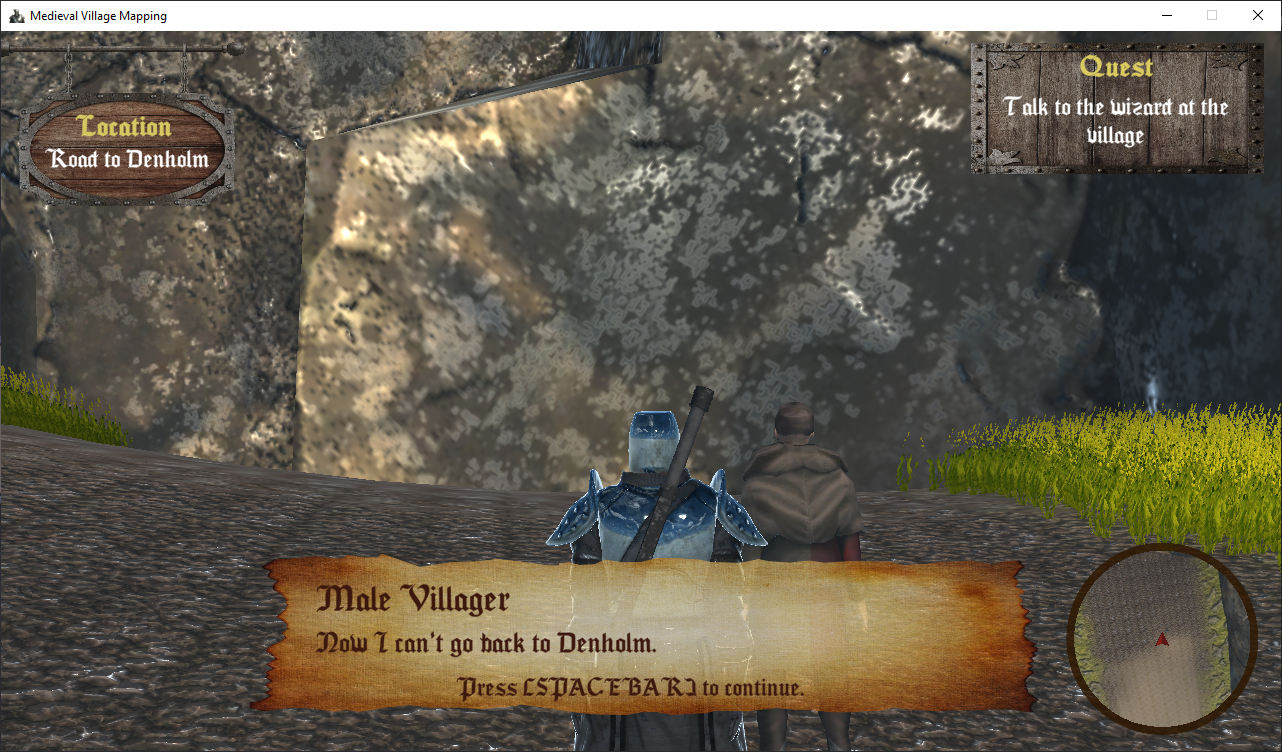 Medieval Village Mapping
Location
Road to Denholm
Quest
Talk to the wizard at the
village
Male Villager
Now I can't go back to Denholm.
Press [SPACEBAR] to continue.